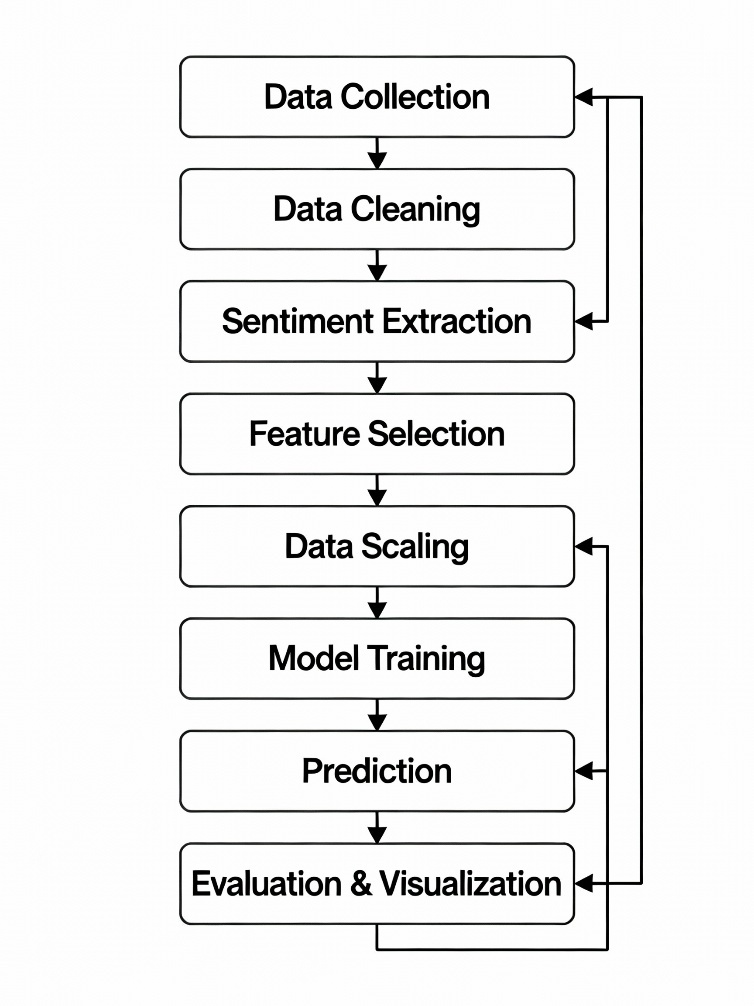 Data Collection
Data Cleaning
Sentiment Extraction
Feature Selection
Data Scaling
Model Training
Prediction
Evaluation & Visualization